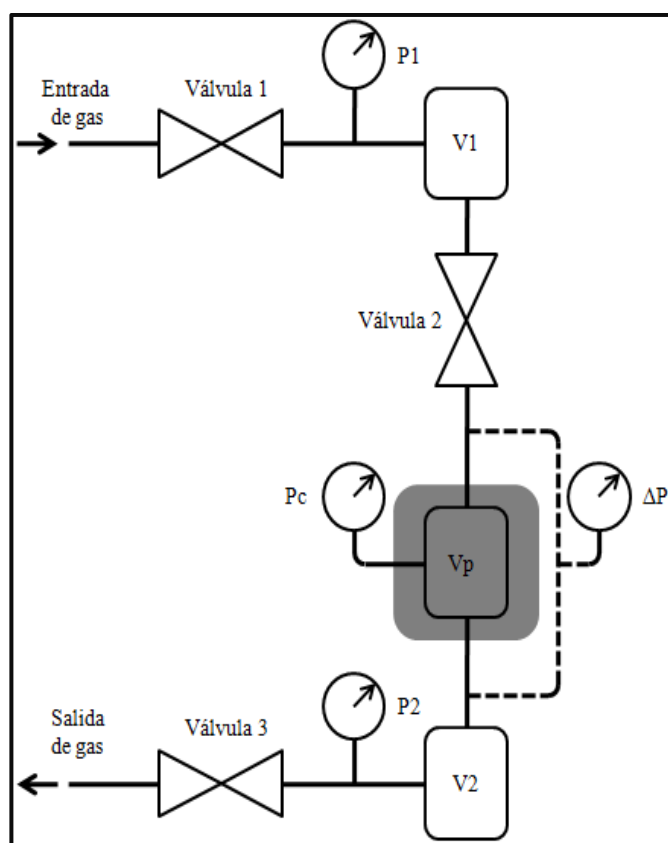 P1
Válvula 1
Entrada
de gas
V1
Válvula 2
Pc
ΔP
Vp
P2
Salida
de gas
Válvula 3
V2